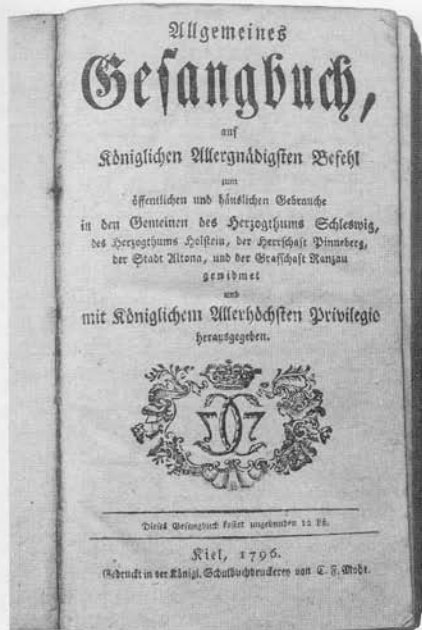 Allgemeines
Gesangbuch,
auf
Königlichen Allergnädigsten Befehl
zum
öffentlichen und häuslichen Gebrauche
in den Gemeinen des Herzogthums Schleswig,
des Herzogthums Holstein, der Herrschaft Pinneberg,
der Stadt Altona, und der Grafschaft Ranzau
gewidmet
und
mit Königlichem Allerhöchsten Privilegio
herausgegeben.
Dieses Gesangbuch kostet ungebunden 12 ßl.
Kiel, 1796.
Gedruckt in der Königl. Schulbuchdruckerey von C. F. Mohr.